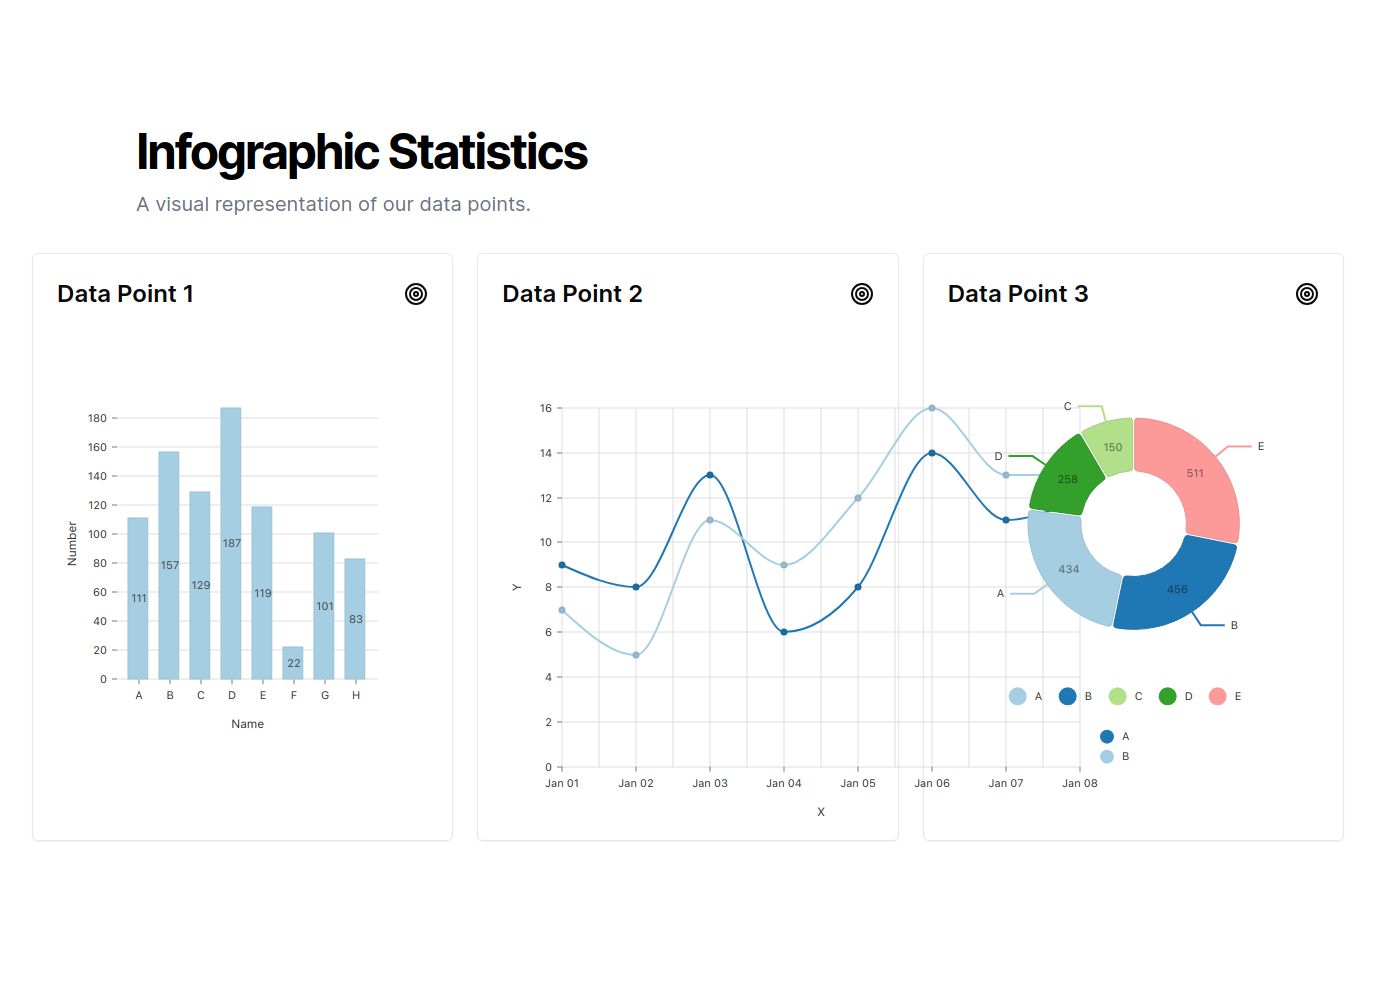 Infographic Statistics
A visual representation of our data points.
Data Point 1
180
160
140
120
100
80
60
40
20
0
Number
111
157
129
187
119
22
101
83
A B C D E F G H
Name
Data Point 2
16
14
12
10
8
6
4
2
0
Y
Jan 01 Jan 02 Jan 03 Jan 04 Jan 05 Jan 06 Jan 07 Jan 08
X
A
B
Data Point 3
C
D
E
A
B
150
511
258
434
456
A B C D E